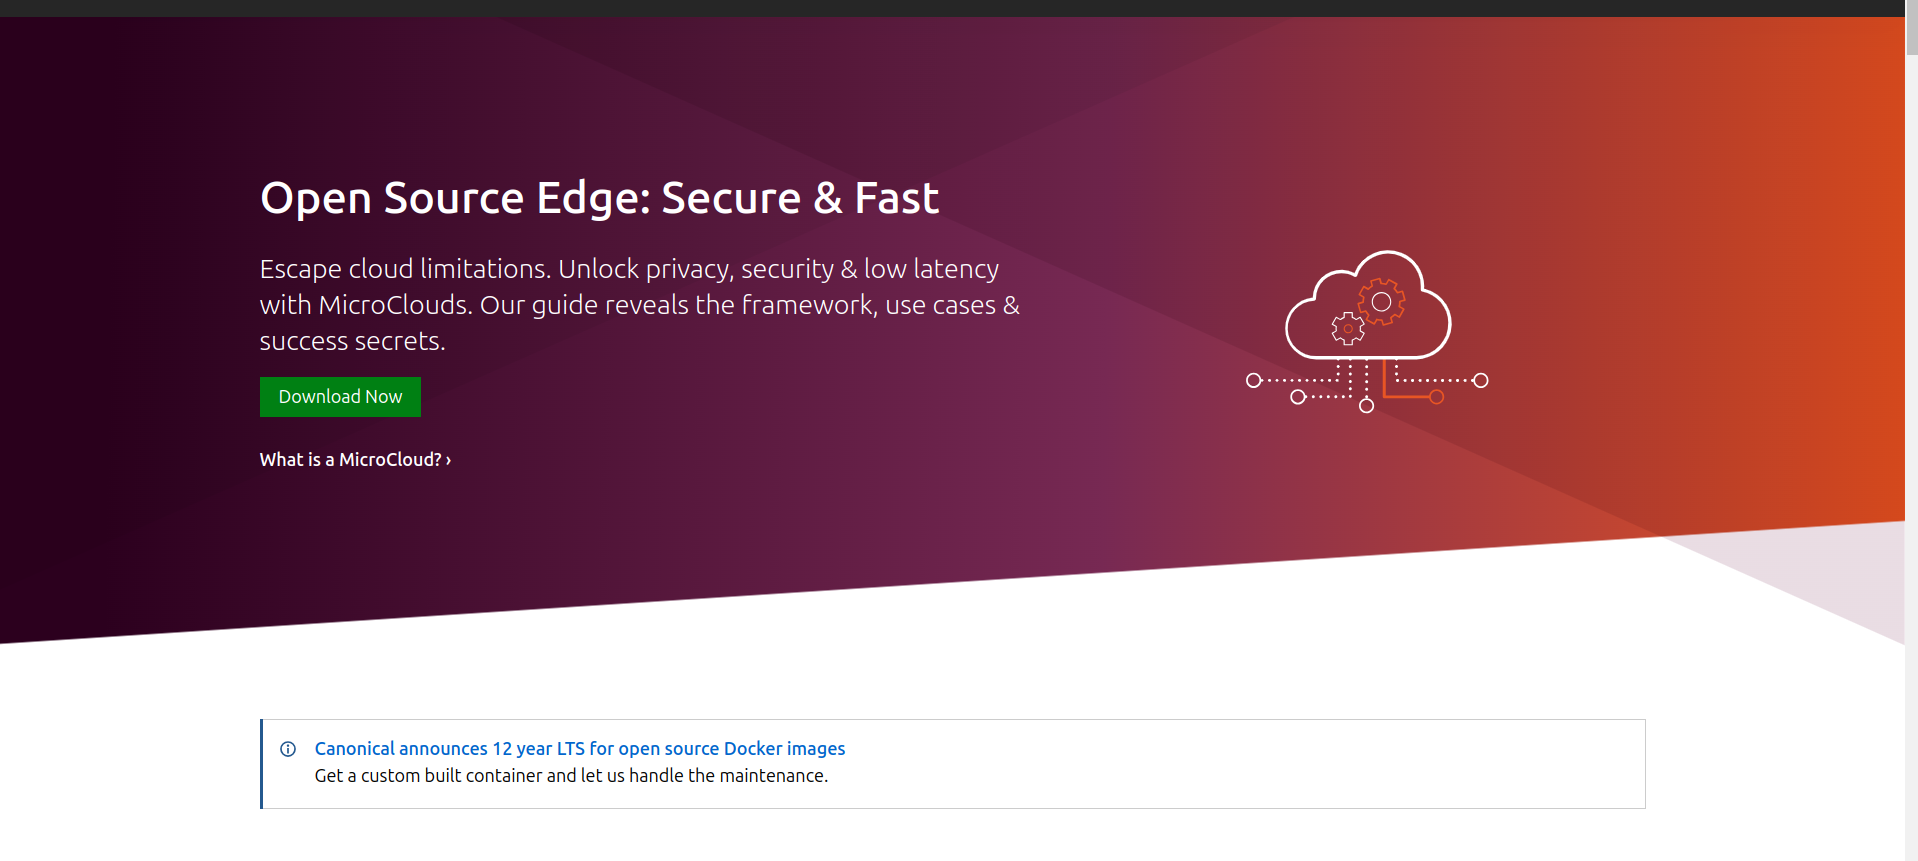 Open Source Edge: Secure & Fast
Escape cloud limitations. Unlock privacy, security & low latency
with MicroClouds. Our guide reveals the framework, use cases &
success secrets.
Download Now
What is a MicroCloud? ›
Canonical announces 12 year LTS for open source Docker images
Get a custom built container and let us handle the maintenance.